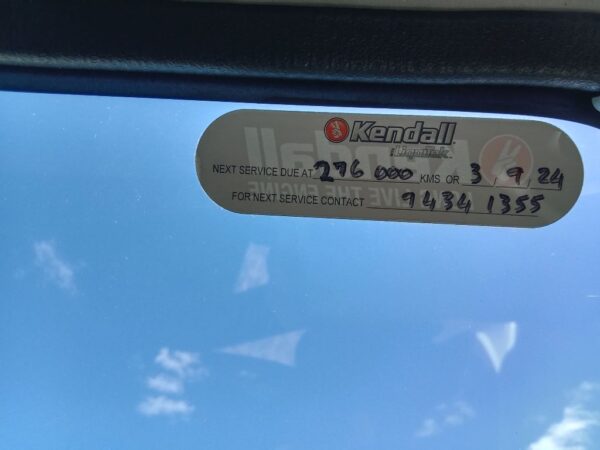 Kendall
NEXT SERVICE DUE AT 276 000 KMS OR 3/9/24
FOR NEXT SERVICE CONTACT 9434 1355